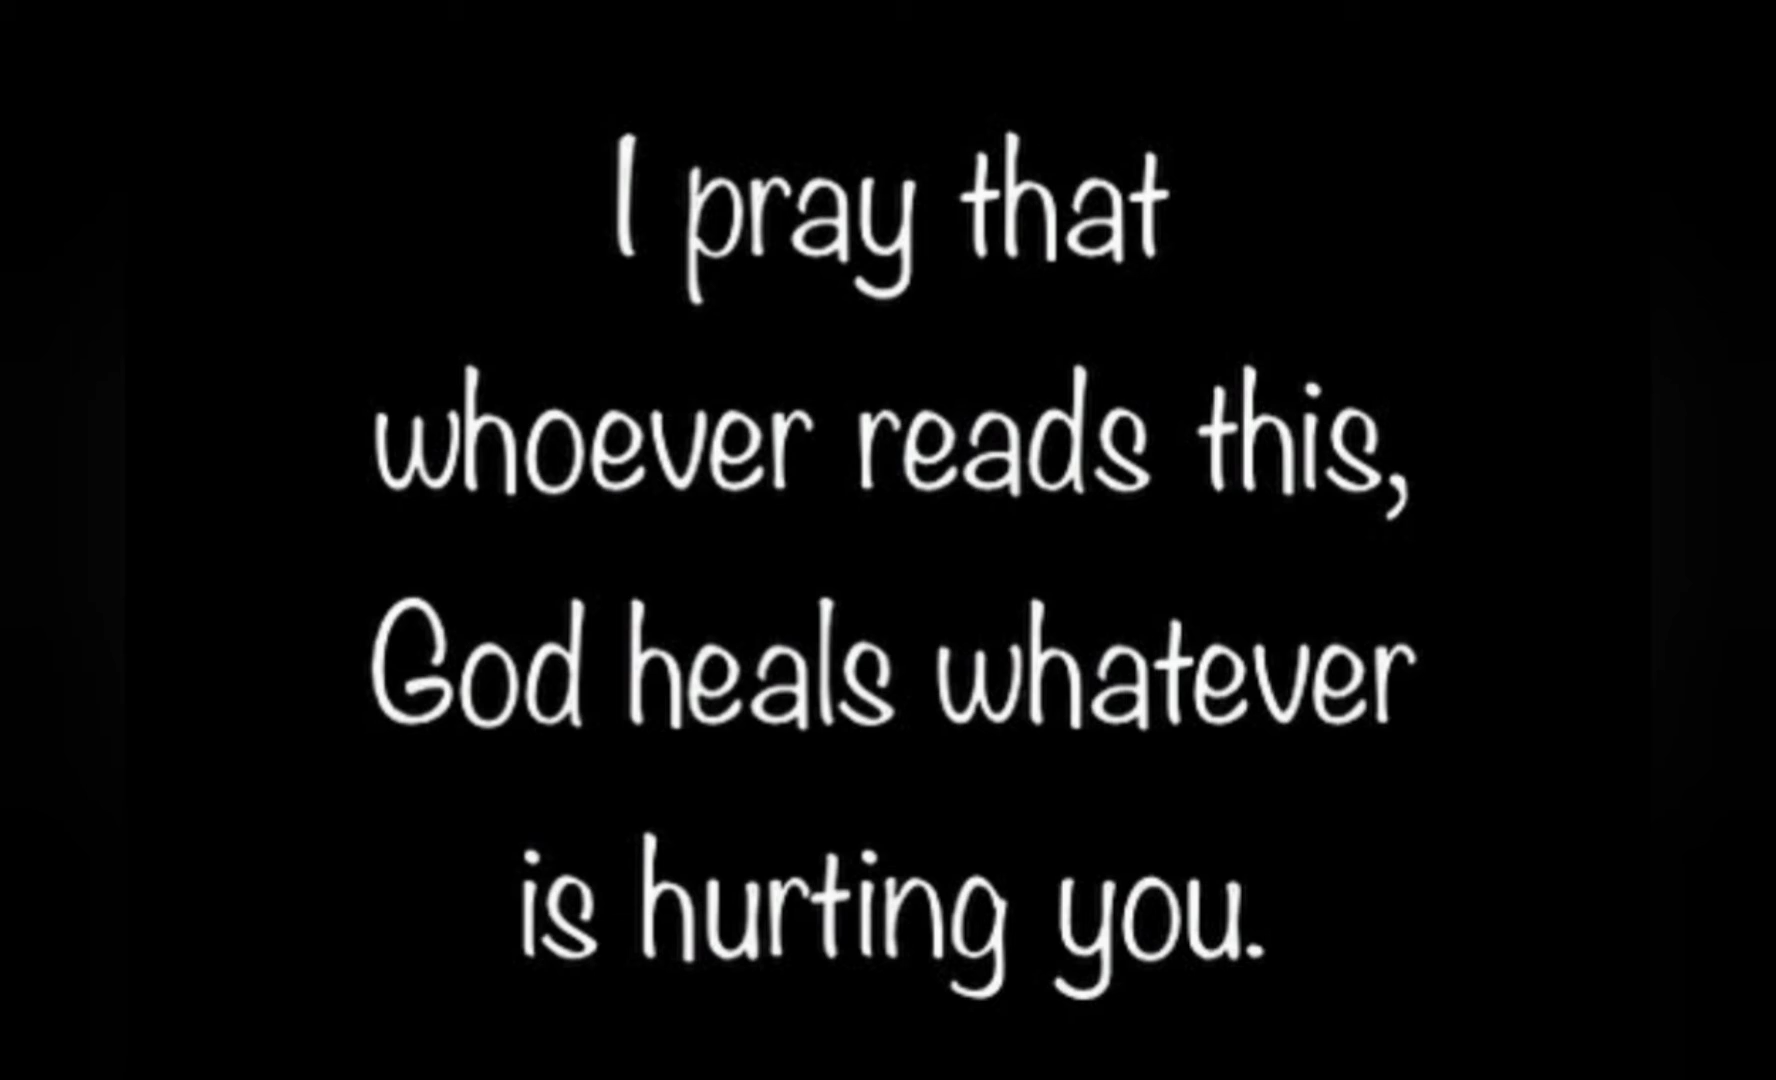 I pray that
whoever reads this,
God heals whatever
is hurting you.